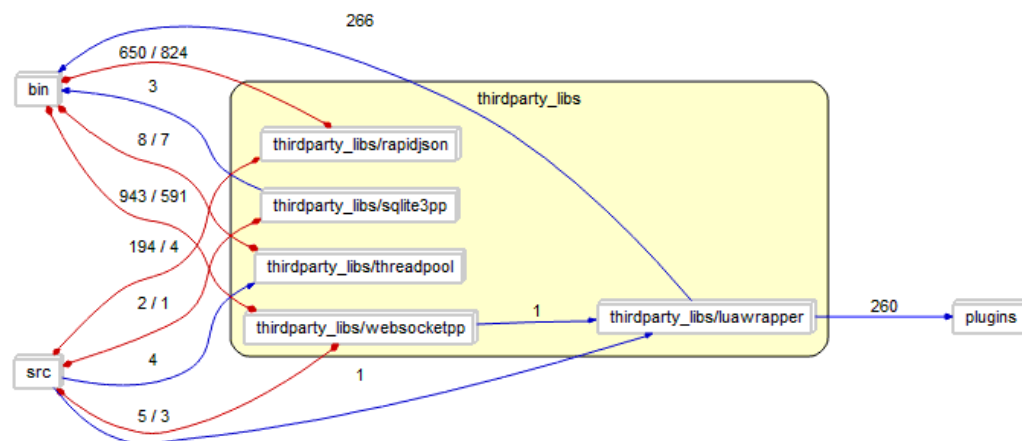 266
650 / 824
bin
3
thirdparty_libs
8 / 7
thirdparty_libs/rapidjson
943 / 591
thirdparty_libs/sqlite3pp
194 / 4
thirdparty_libs/threadpool
2 / 1
thirdparty_libs/websocketpp
1
thirdparty_libs/luawrapper
260
plugins
4
src
1
5 / 3